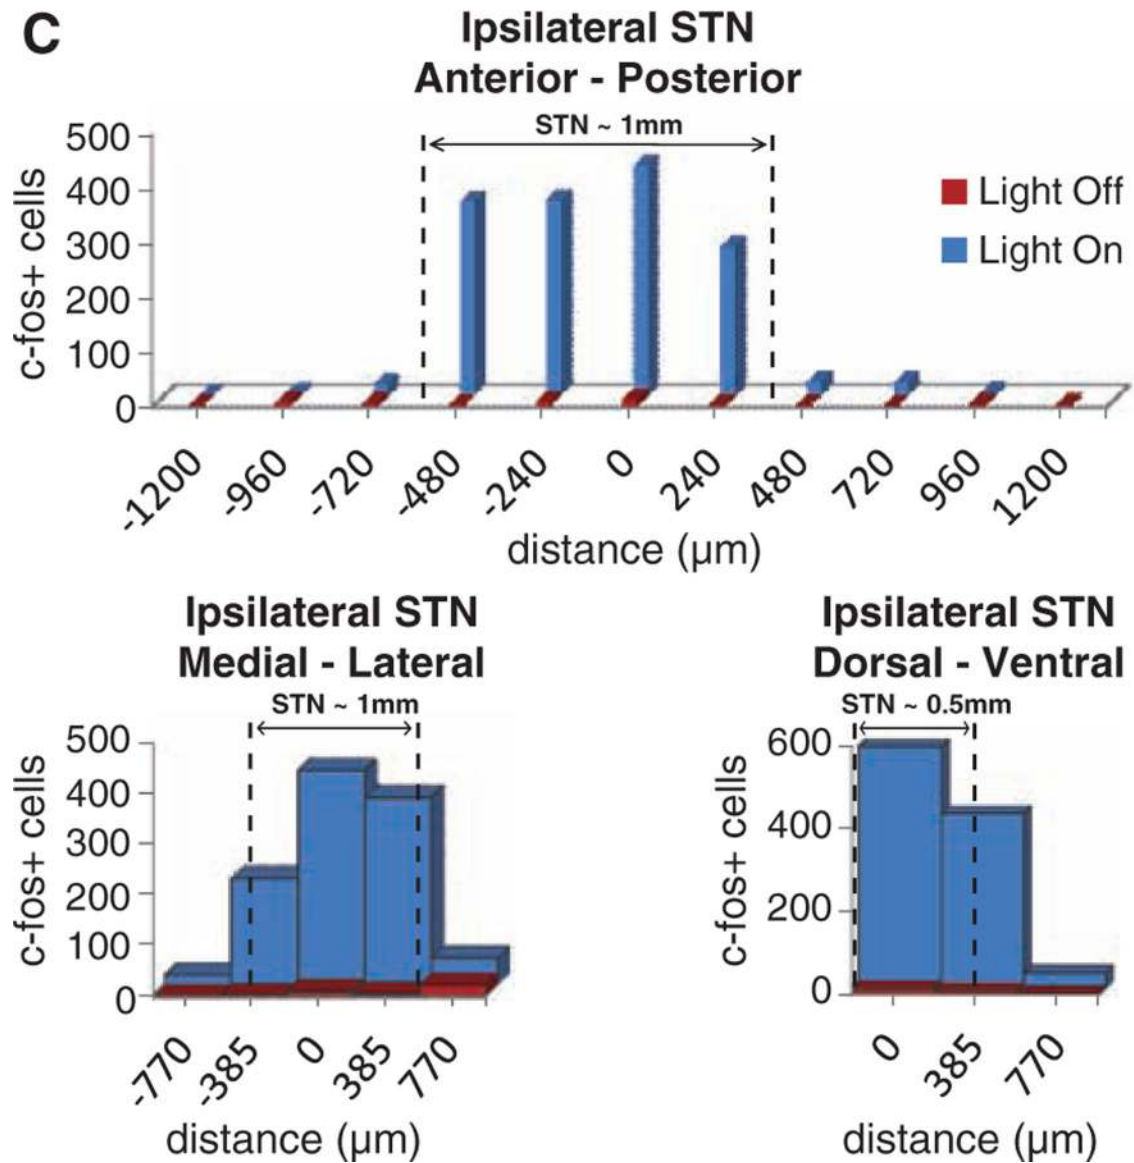 C
Ipsilateral STN
Anterior - Posterior
STN ~ 1mm
500
400
300
200
100
0
c-fos+ cells
Light Off
Light On
-1200
-960
-720
-480
-240
0
240
480
720
960
1200
distance (µm)
Ipsilateral STN
Medial - Lateral
STN ~ 1mm
500
400
300
200
100
0
c-fos+ cells
-770
-385
0
385
770
distance (µm)
Ipsilateral STN
Dorsal - Ventral
STN ~ 0.5mm
600
400
200
0
c-fos+ cells
0
385
770
distance (µm)